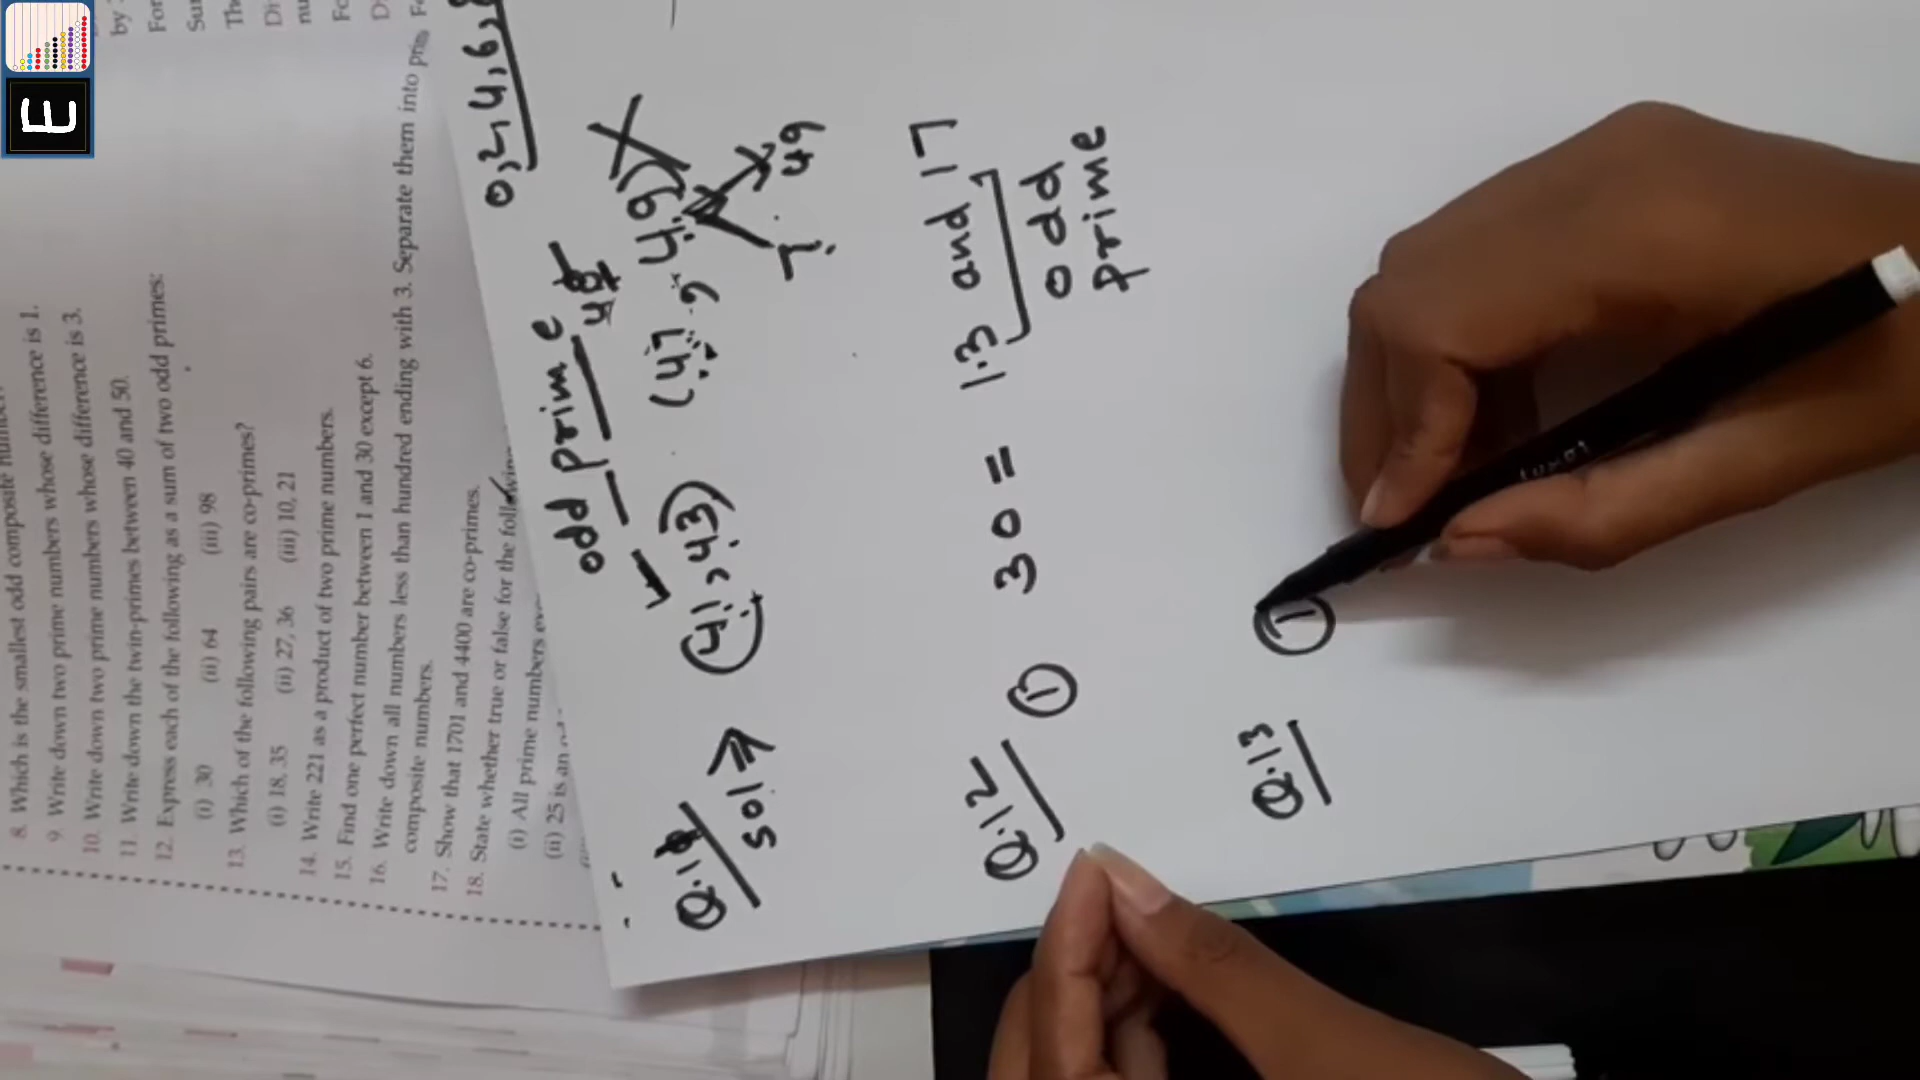 8. Which is the smallest odd composite
9. Write down two prime numbers whose difference is 1.
10. Write down two prime numbers whose difference is 3.
11. Write down the twin-primes between 40 and 50.
12. Express each of the following as a sum of two odd primes:
(i) 30 (ii) 64 (iii) 98
13. Which of the following pairs are co-primes?
(i) 18, 35 (ii) 27, 36 (iii) 10, 21
14. Write 221 as a product of two prime numbers.
15. Find one perfect number between 1 and 30 except 6.
16. Write down all numbers less than hundred ending with 3. Separate them into
composite numbers.
17. Show that 1701 and 4400 are co-primes.
18. State whether true or false for the following
(i) All prime numbers
(ii) 25 is an
0, 2, 4, 6,
odd prime
Sol⇒ (41, 43) (47, 49)
7 49
Q.12 ① 30 = 13 and 17
odd
prime
Q.13 ①
E